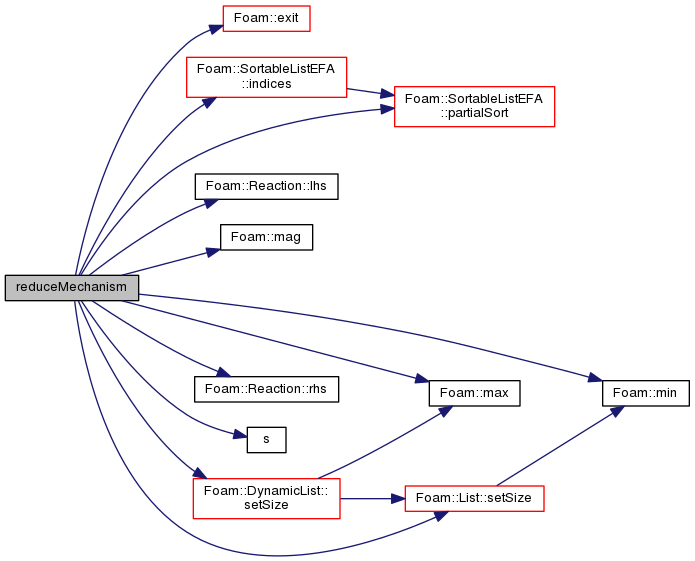 Foam::exit
Foam::SortableListEFA
::indices
Foam::SortableListEFA
::partialSort
Foam::Reaction::lhs
Foam::mag
reduceMechanism
Foam::Reaction::rhs
Foam::max
Foam::min
s
Foam::DynamicList::
setSize
Foam::List::setSize